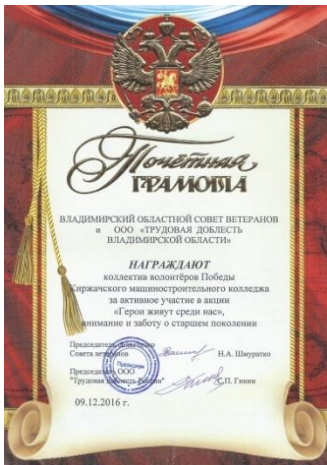 Почётная
ГРАМОТА
ВЛАДИМИРСКИЙ ОБЛАСТНОЙ СОВЕТ ВЕТЕРАНОВ
и ООО «ТРУДОВАЯ ДОБЛЕСТЬ
ВЛАДИМИРСКОЙ ОБЛАСТИ»
НАГРАЖДАЮТ
коллектив волонтёров Победы
Киржачского машиностроительного колледжа
за активное участие в акции
«Герои живут среди нас»,
внимание и заботу о старшем поколении
Председатель
Совета ветеранов
Н.А. Шмуратко
Председатель ООО
"Трудовая доблесть России"
С.П. Гинин
09.12.2016 г.